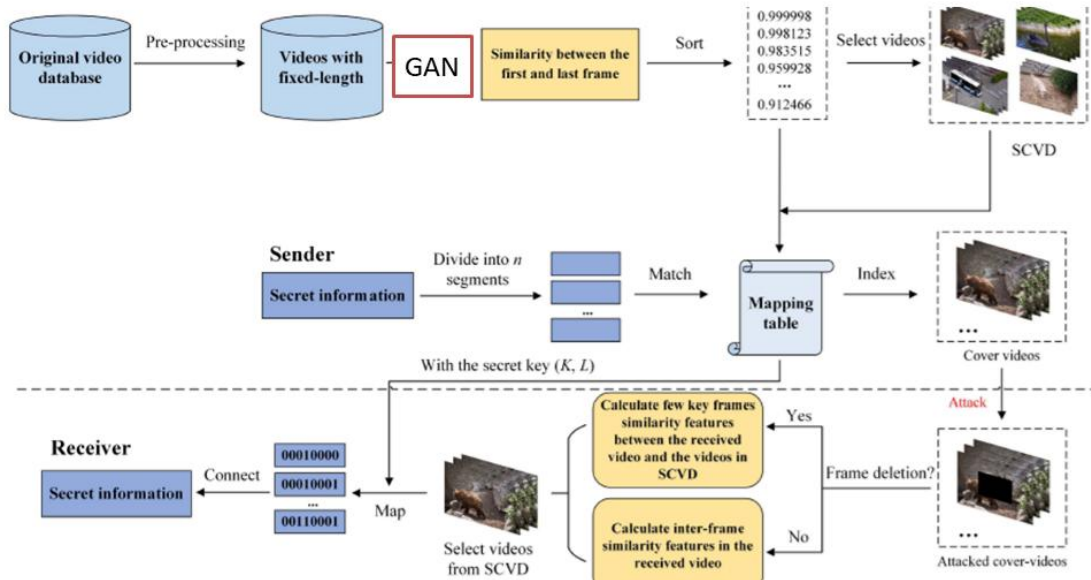 Original video
database
Pre-processing
Videos with
fixed-length
GAN
Similarity between the
first and last frame
Sort
0.999998
0.998123
0.983515
0.959928
...
0.912466
Select videos
SCVD
Sender
Secret information
Divide into n
segments
...
Match
Mapping
table
Index
...
Cover videos
With the secret key (K, L)
Attack
Receiver
Secret information
Connect
00010000
00010001
...
00110001
Map
Select videos
from SCVD
Calculate few key frames
similarity features
between the received
video and the videos in
SCVD
Calculate inter-frame
similarity features in the
received video
Yes
Frame deletion?
No
...
Attacked cover-videos